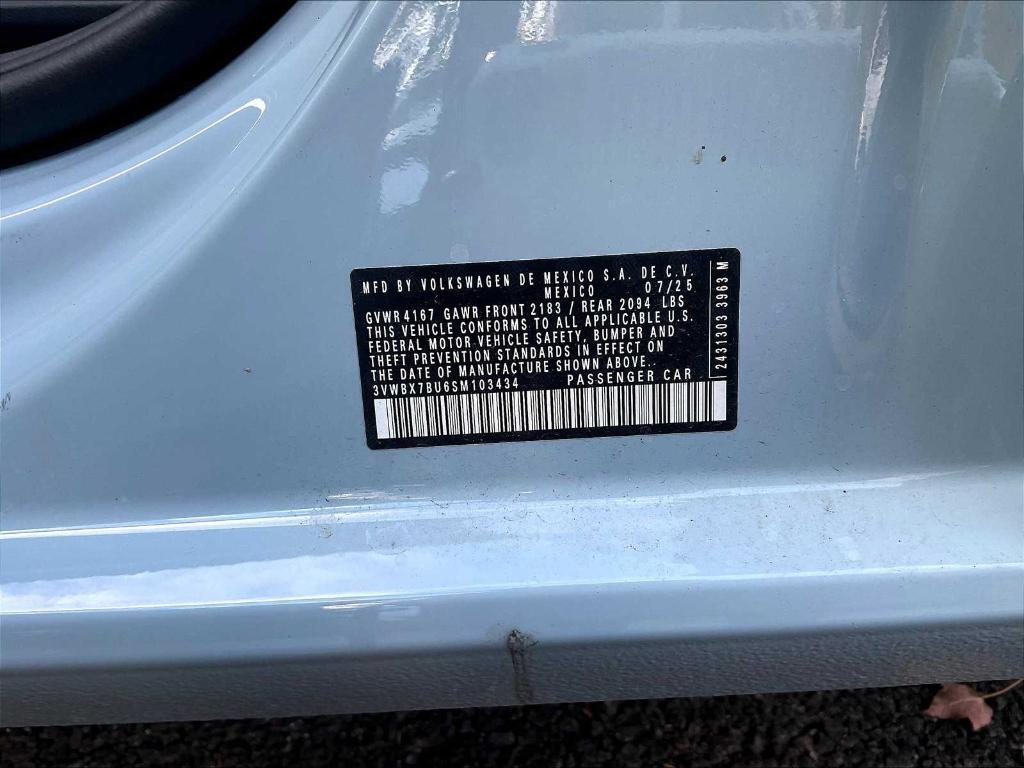 MFD BY VOLKSWAGEN DE MEXICO S.A. DE C.V.
MEXICO 07/25
GVWR 4167 GAWR FRONT 2183 / REAR 2094 LBS
THIS VEHICLE CONFORMS TO ALL APPLICABLE U.S.
FEDERAL MOTOR VEHICLE SAFETY, BUMPER AND
THEFT PREVENTION STANDARDS IN EFFECT ON
THE DATE OF MANUFACTURE SHOWN ABOVE.
3VWBX7BU6SM103434 PASSENGER CAR
2431303 3963 M